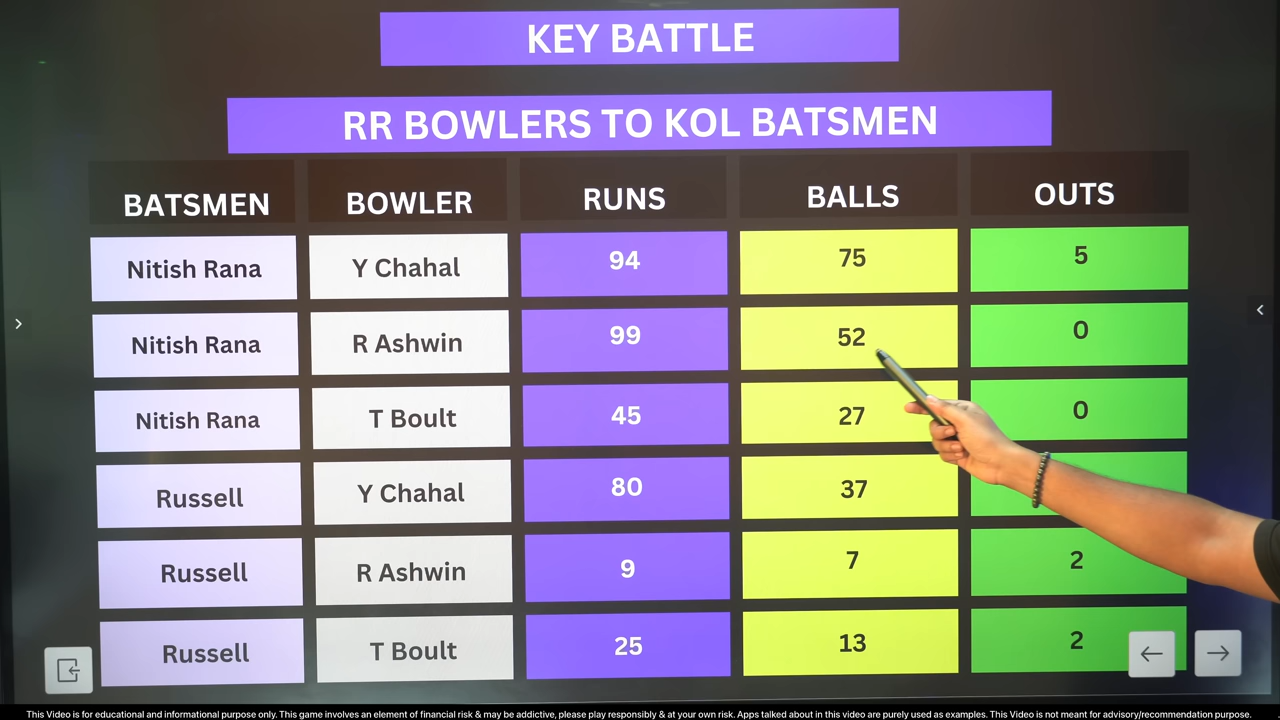 KEY BATTLE
RR BOWLERS TO KOL BATSMEN
BATSMEN BOWLER RUNS BALLS OUTS
Nitish Rana Y Chahal 94 75 5
Nitish Rana R Ashwin 99 52 0
Nitish Rana T Boult 45 27 0
Russell Y Chahal 80 37
Russell R Ashwin 9 7 2
Russell T Boult 25 13 2
This Video is for educational and informational purpose only. This game involves an element of financial risk & may be addictive, please play responsibly & at your own risk. Apps talked about in this video are purely used as examples. This Video is not meant for advisory/recommendation purpose.